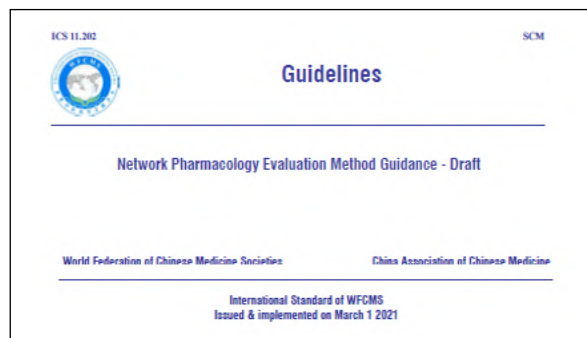 ICS 11.202
SCM
WFCMS
Guidelines
Network Pharmacology Evaluation Method Guidance - Draft
World Federation of Chinese Medicine Societies
China Association of Chinese Medicine
International Standard of WFCMS
Issued & implemented on March 1 2021